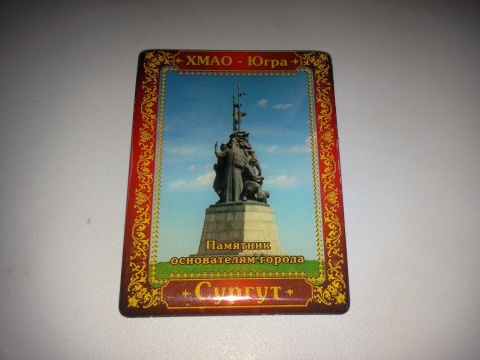 ХМАО - Югра
Памятник
основателям города
Сургут